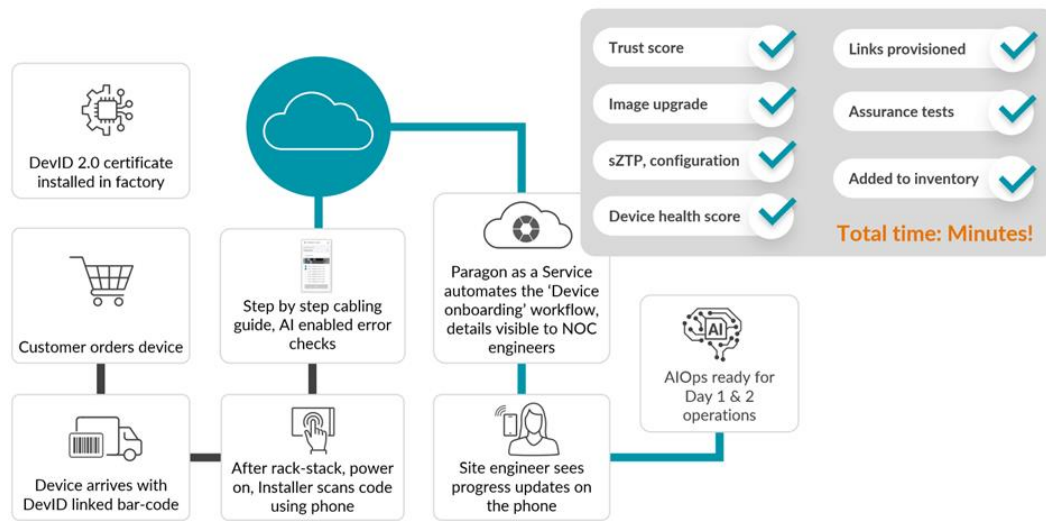 DevID 2.0 certificate
installed in factory
Customer orders device
Device arrives with
DevID linked bar-code
After rack-stack, power
on, Installer scans code
using phone
Step by step cabling
guide, AI enabled error
checks
Paragon as a Service
automates the ‘Device
onboarding’ workflow,
details visible to NOC
engineers
Site engineer sees
progress updates on
the phone
AI
AIOps ready for
Day 1 & 2
operations
Trust score
Image upgrade
sZTP, configuration
Device health score
Links provisioned
Assurance tests
Added to inventory
Total time: Minutes!